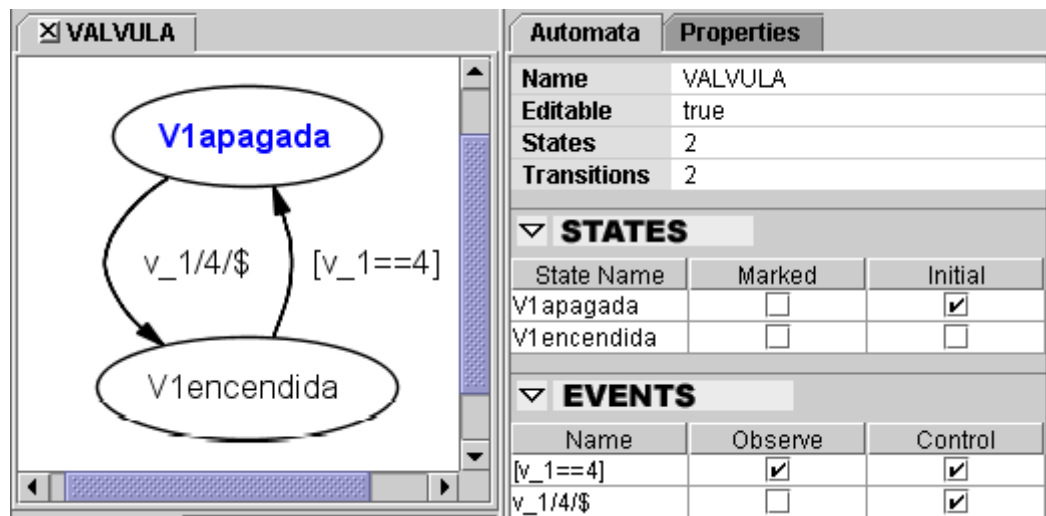 VALVULA
V1apagada
v_1/4/$ [v_1==4]
V1encendida
Automata Properties
Name VALVULA
Editable true
States 2
Transitions 2
STATES
State Name Marked Initial
V1apagada
V1encendida
EVENTS
Name Observe Control
[v_1==4]
v_1/4/$